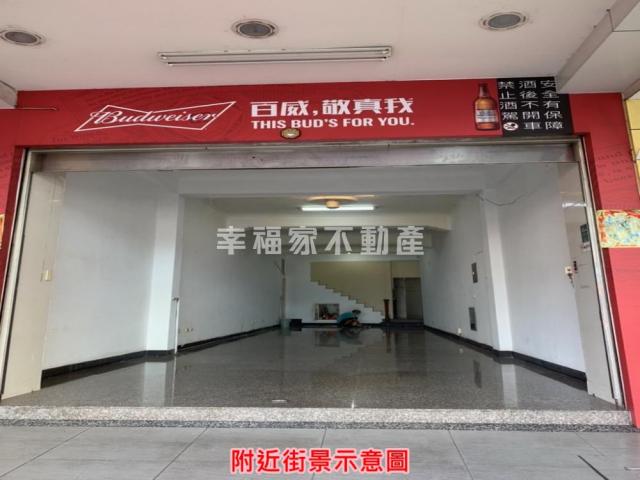 Budweiser
百威，敬真我
THIS BUD'S FOR YOU.
安全有保障
酒後不開車
禁止酒駕
幸福家不動產
附近街景示意圖